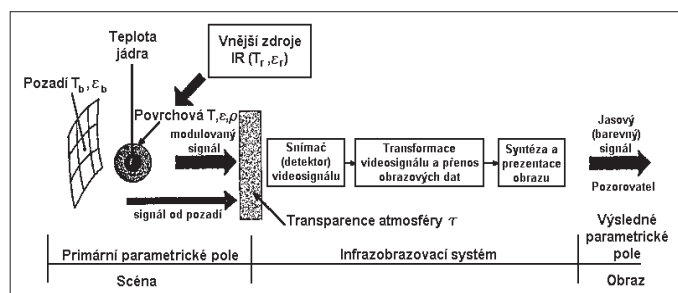 Teplota
jádra
Vnější zdroje
IR (Tr, εr)
Pozadí Tb, εb
Povrchová T,ε,ρ
modulovaný
signál
signál od pozadí
Snímač
(detektor)
videosignálu
Transformace
videosignálu a přenos
obrazových dat
Syntéza a
prezentace
obrazu
Jasový
(barevný)
signál
Pozorovatel
Transparence atmosféry τ
Primární parametrické pole
Infrazobrazovací systém
Výsledné
parametrické
pole
Scéna
Obraz